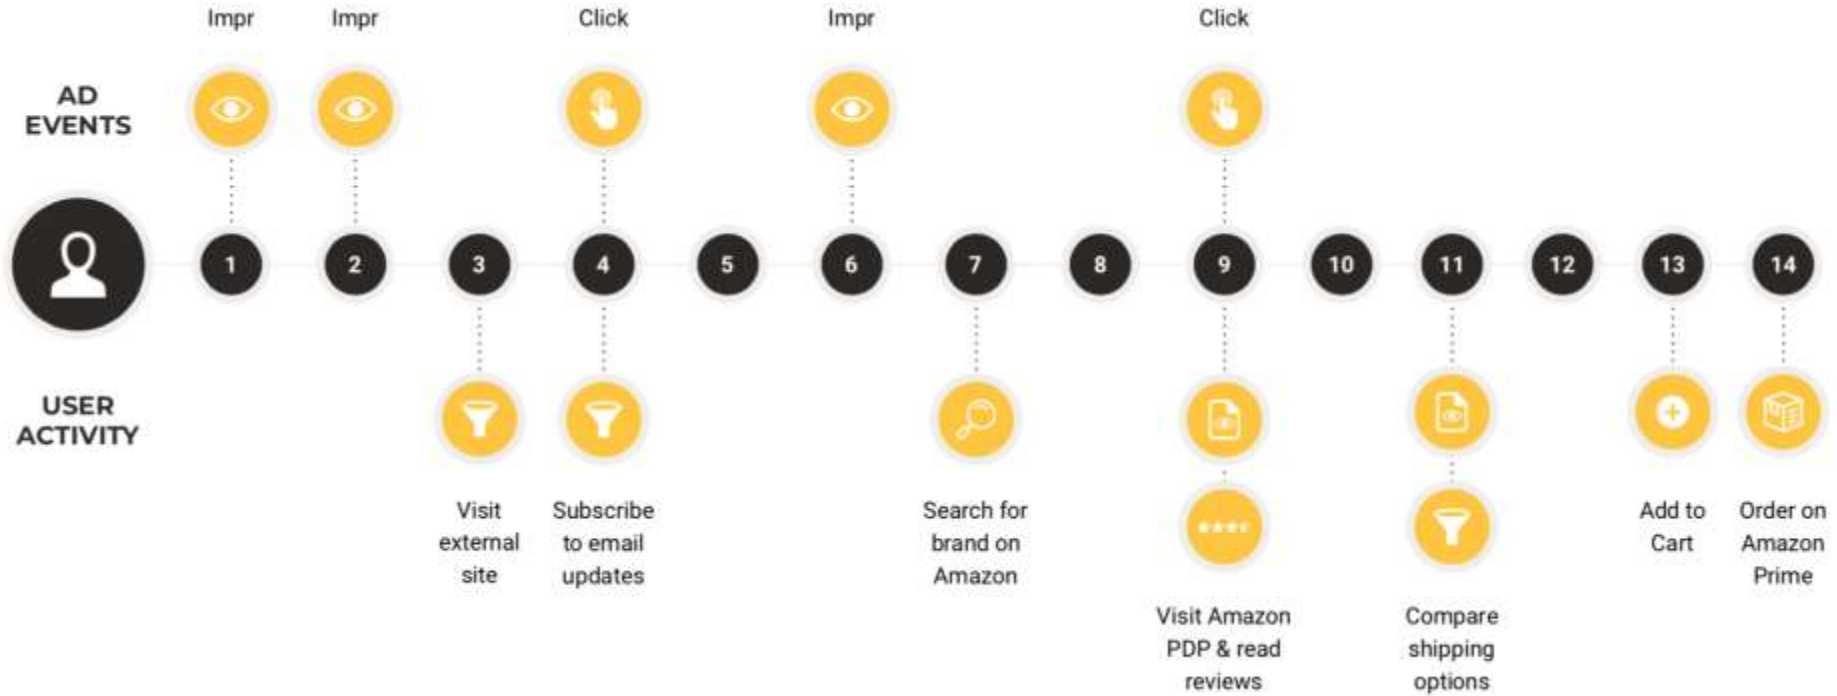 Impr
Impr
Click
Impr
Click
AD
EVENTS
1
2
3
4
5
6
7
8
9
10
11
12
13
14
USER
ACTIVITY
Visit
external
site
Subscribe
to email
updates
Search for
brand on
Amazon
Visit Amazon
PDP & read
reviews
Compare
shipping
options
Add to
Cart
Order on
Amazon
Prime